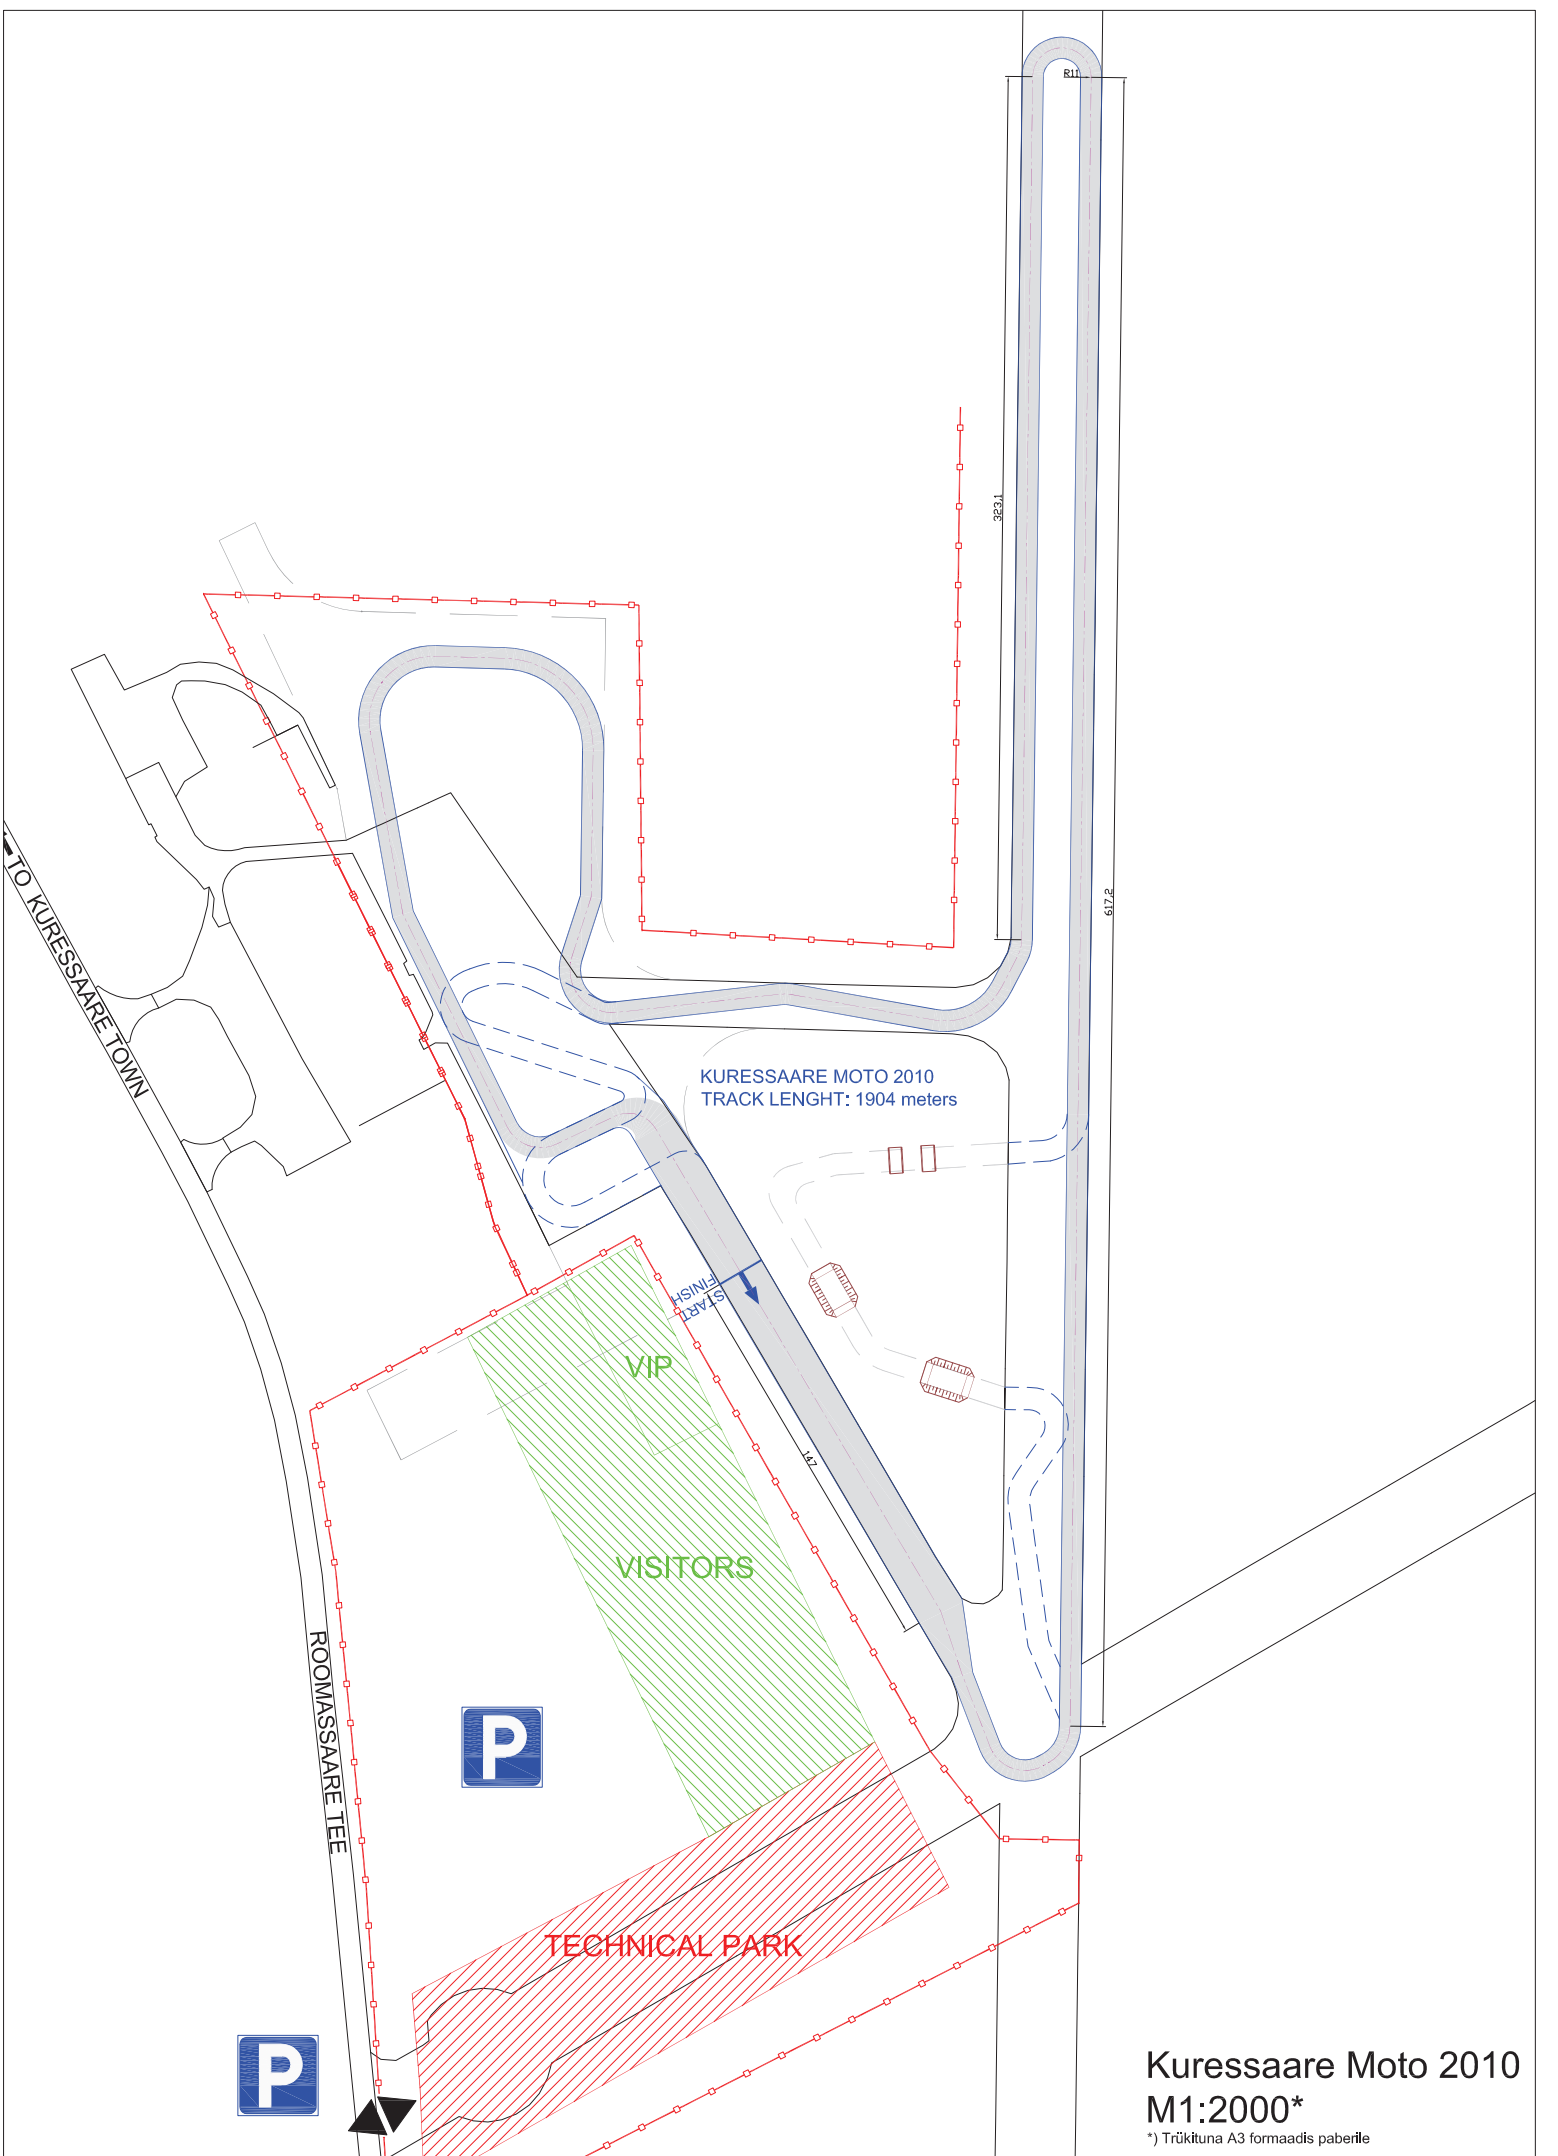 R11
323,1
617,2
TO KURESSAARE TOWN
KURESSAARE MOTO 2010
TRACK LENGHT: 1904 meters
START
FINISH
VIP
147
VISITORS
ROOMASSAARE TEE
P
TECHNICAL PARK
P
Kuressaare Moto 2010
M1:2000*
*) Trükituna A3 formaadis paberile